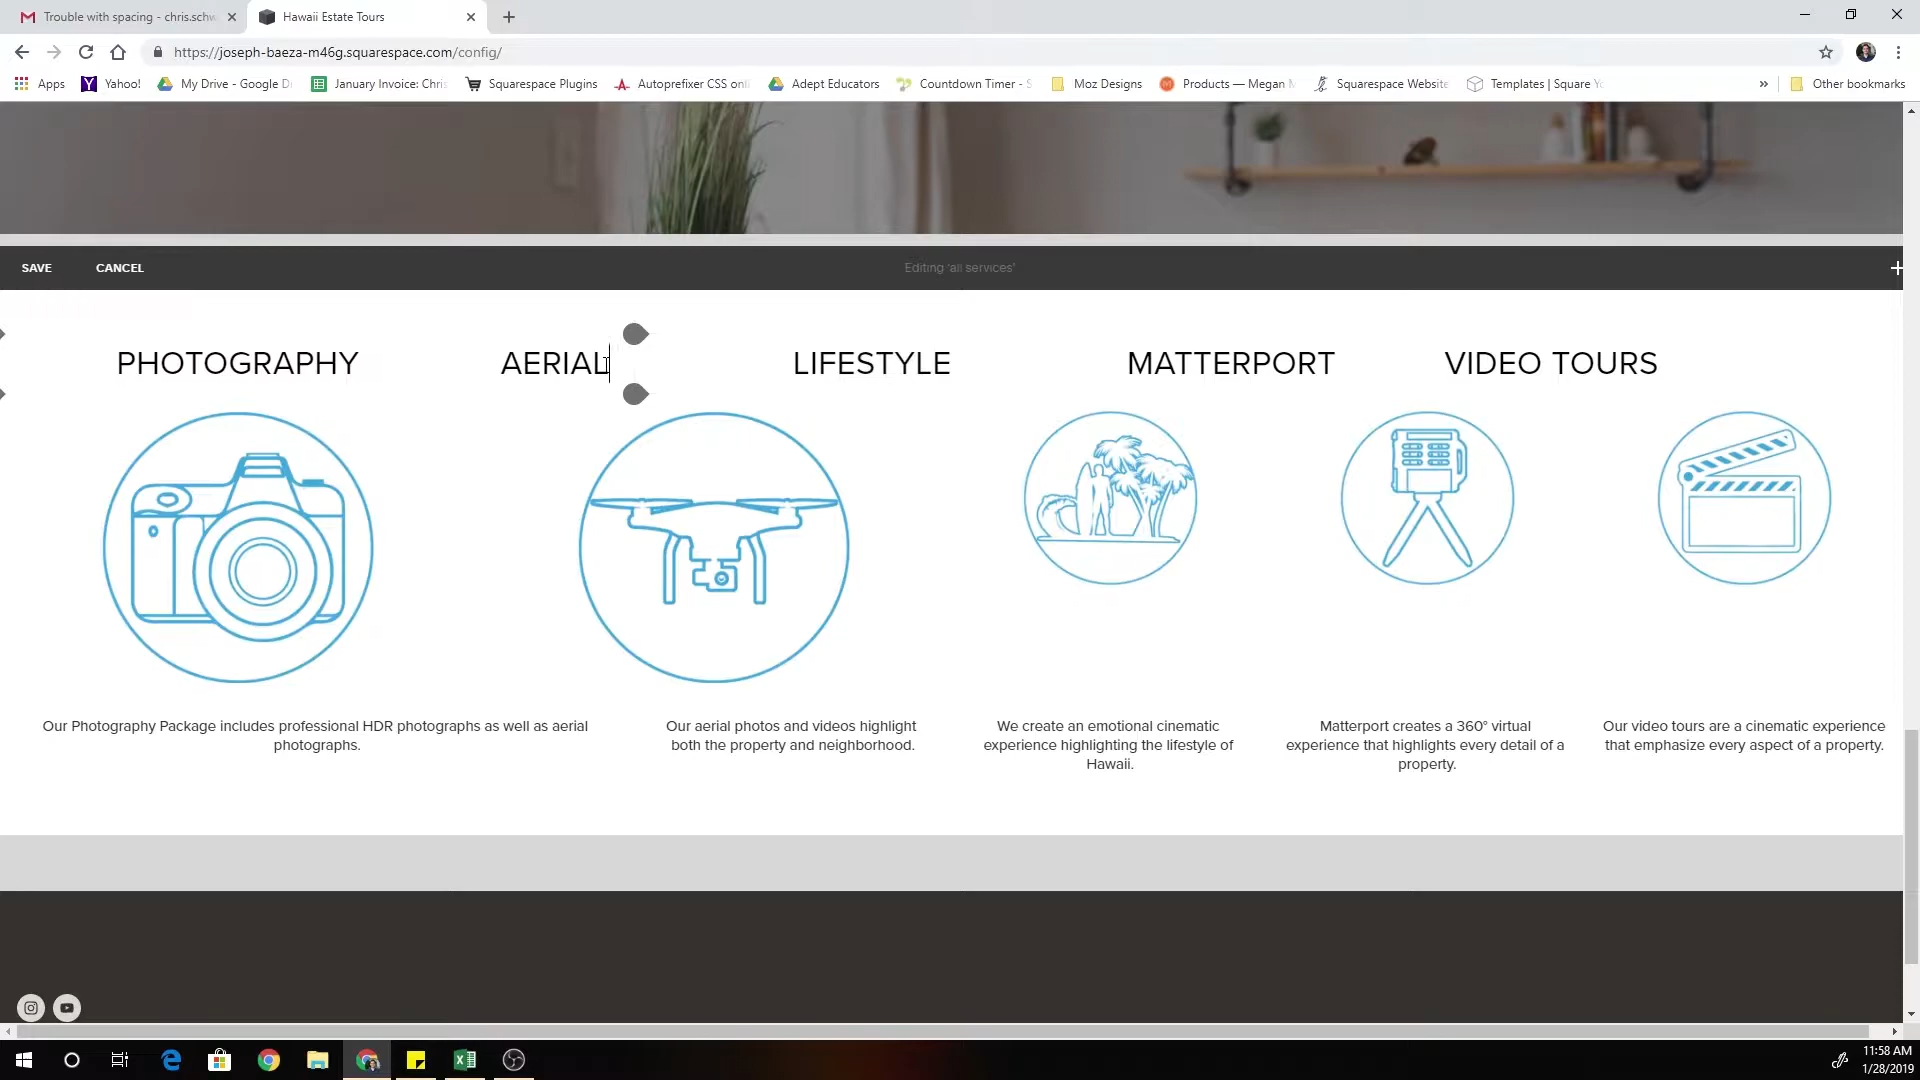 Trouble with spacing - chris.schw
Hawaii Estate Tours
https://joseph-baeza-m46g.squarespace.com/config/
Apps
Yahoo!
My Drive - Google D
January Invoice: Chris
Squarespace Plugins
Autoprefixer CSS onli
Adept Educators
Countdown Timer - S
Moz Designs
Products — Megan M
Squarespace Website
Templates | Square Yo
»
Other bookmarks
SAVE
CANCEL
Editing 'all services'
PHOTOGRAPHY
AERIAL
LIFESTYLE
MATTERPORT
VIDEO TOURS
Our Photography Package includes professional HDR photographs as well as aerial
photographs.
Our aerial photos and videos highlight
both the property and neighborhood.
We create an emotional cinematic
experience highlighting the lifestyle of
Hawaii.
Matterport creates a 360° virtual
experience that highlights every detail of a
property.
Our video tours are a cinematic experience
that emphasize every aspect of a property.
11:58 AM
1/28/2019